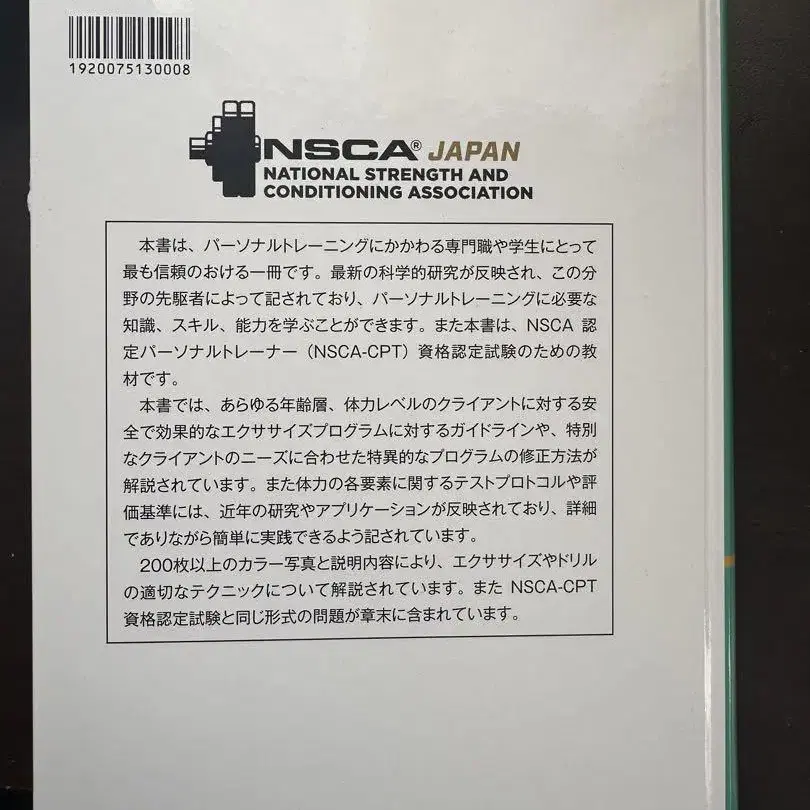 1920075130008
NSCA® JAPAN
NATIONAL STRENGTH AND
CONDITIONING ASSOCIATION
本書は、パーソナルトレーニングにかかわる専門職や学生にとって
最も信頼のおける一冊です。最新の科学的研究が反映され、この分
野の先駆者によって記されており、パーソナルトレーニングに必要な
知識、スキル、能力を学ぶことができます。また本書は、NSCA 認
定パーソナルトレーナー（NSCA-CPT）資格認定試験のための教
材です。
本書では、あらゆる年齢層、体力レベルのクライアントに対する安
全で効果的なエクササイズプログラムに対するガイドラインや、特別
なクライアントのニーズに合わせた特異的なプログラムの修正方法が
解説されています。また体力の各要素に関するテストプロトコルや評
価基準には、近年の研究やアプリケーションが反映されており、詳細
でありながら簡単に実践できるよう記されています。
200枚以上のカラー写真と説明内容により、エクササイズやドリル
の適切なテクニックについて解説されています。また NSCA-CPT
資格認定試験と同じ形式の問題が章末に含まれています。